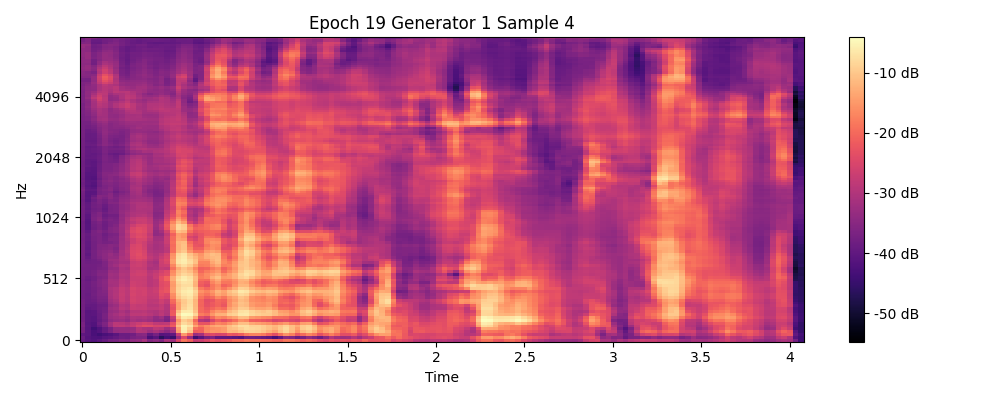 Epoch 19 Generator 1 Sample 4
Hz
4096
2048
1024
512
0
0 0.5 1 1.5 2 2.5 3 3.5 4
Time
-10 dB
-20 dB
-30 dB
-40 dB
-50 dB